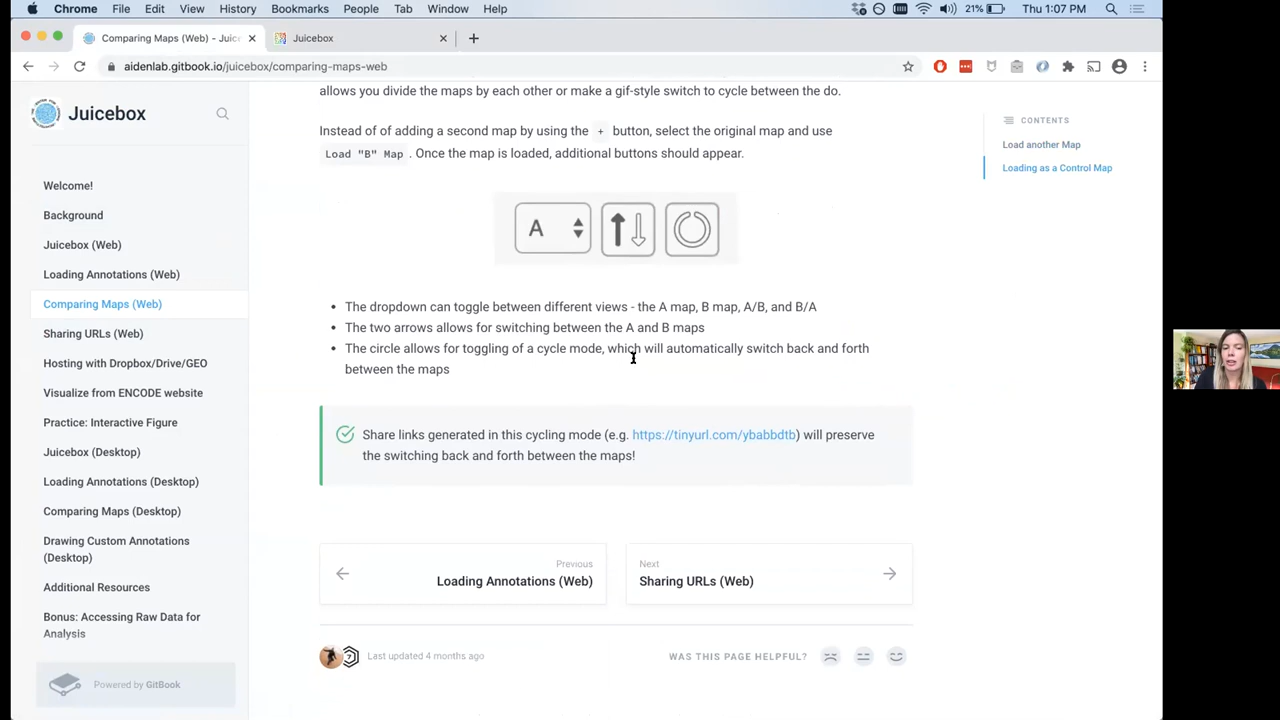 Chrome File Edit View History Bookmarks People Tab Window Help 21% Thu 1:07 PM
Comparing Maps (Web) - Juice Juicebox
aidenlab.gitbook.io/juicebox/comparing-maps-web
Juicebox
Welcome!
Background
Juicebox (Web)
Loading Annotations (Web)
Comparing Maps (Web)
Sharing URLs (Web)
Hosting with Dropbox/Drive/GEO
Visualize from ENCODE website
Practice: Interactive Figure
Juicebox (Desktop)
Loading Annotations (Desktop)
Comparing Maps (Desktop)
Drawing Custom Annotations
(Desktop)
Additional Resources
Bonus: Accessing Raw Data for
Analysis
Powered by GitBook
allows you divide the maps by each other or make a gif-style switch to cycle between the do.
Instead of of adding a second map by using the + button, select the original map and use
Load "B" Map . Once the map is loaded, additional buttons should appear.
A
• The dropdown can toggle between different views - the A map, B map, A/B, and B/A
• The two arrows allows for switching between the A and B maps
• The circle allows for toggling of a cycle mode, which will automatically switch back and forth
between the maps
Share links generated in this cycling mode (e.g. https://tinyurl.com/ybabbdtb) will preserve
the switching back and forth between the maps!
Previous
Loading Annotations (Web)
Next
Sharing URLs (Web)
Last updated 4 months ago
WAS THIS PAGE HELPFUL?
CONTENTS
Load another Map
Loading as a Control Map